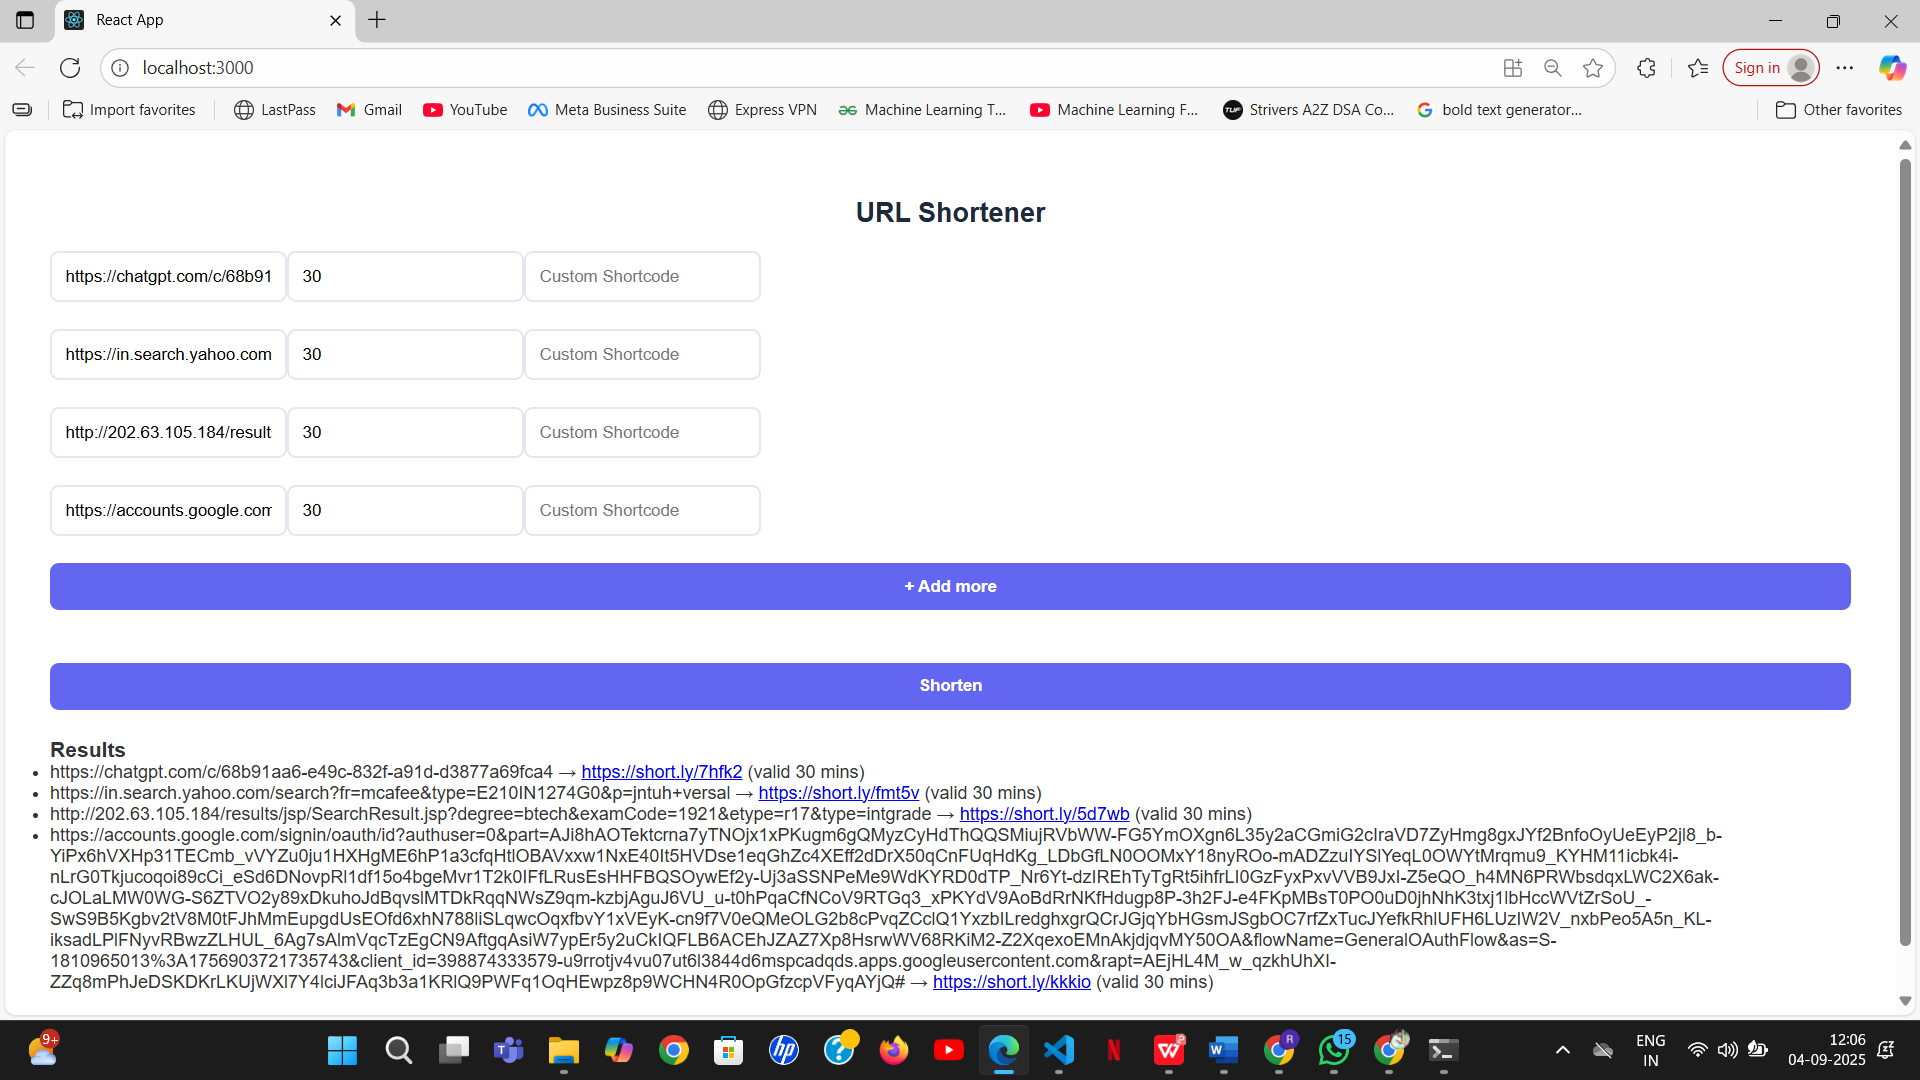 React App
localhost:3000
Sign in
Import favorites
LastPass
Gmail
YouTube
Meta Business Suite
Express VPN
Machine Learning T...
Machine Learning F...
Strivers A2Z DSA Co...
bold text generator...
Other favorites
URL Shortener
https://chatgpt.com/c/68b91 30 Custom Shortcode
https://in.search.yahoo.com 30 Custom Shortcode
http://202.63.105.184/result 30 Custom Shortcode
https://accounts.google.com 30 Custom Shortcode
+ Add more
Shorten
Results
https://chatgpt.com/c/68b91aa6-e49c-832f-a91d-d3877a69fca4 → https://short.ly/7hfk2 (valid 30 mins)
https://in.search.yahoo.com/search?fr=mcafee&type=E210IN1274G0&p=jntuh+versal → https://short.ly/fmt5v (valid 30 mins)
http://202.63.105.184/results/jsp/SearchResult.jsp?degree=btech&examCode=1921&etype=r17&type=intgrade → https://short.ly/5d7wb (valid 30 mins)
https://accounts.google.com/signin/oauth/id?authuser=0&part=AJi8hAOTektcrna7yTNOjx1xPKugm6gQMyzCyHdThQQSMiujRVbWW-FG5YmOXgn6L35y2aCGmiG2cIraVD7ZyHmg8gxJYf2BnfoOyUeEyP2jl8_b-
YiPx6hVXHp31TECmb_vVYZu0ju1HXHgME6hP1a3cfqHtlOBAVxxw1NxE40It5HVDse1eqGhZc4XEff2dDrX50qCnFUqHdKg_LDbGfLN0OOMxY18nyROo-mADZzuIYSlYeqL0OWYtMrqmu9_KYHM11icbk4i-
nLrG0Tkjucoqoi89cCi_eSd6DNovpRl1df15o4bgeMvr1T2k0IFfLRusEsHHFBQSOywEf2y-Uj3aSSNPeMe9WdKYRD0dTP_Nr6Yt-dzIREhTyTgRt5ihfrLI0GzFyxPxvVVB9JxI-Z5eQO_h4MN6PRWbsdqxLWC2X6ak-
cJOLaLMW0WG-S6ZTVO2y89xDkuhoJdBqvslMTDkRqqNWsZ9qm-kzbjAguJ6VU_u-t0hPqaCfNCoV9RTGq3_xPKYdV9AoBdRrNKfHdugp8P-3h2FJ-e4FKpMBsT0PO0uD0jhNhK3txj1lbHccWVtZrSoU_-
SwS9B5Kgbv2tV8M0tFJhMmEupgdUsEOfd6xhN788liSLqwcOqxfbvY1xVEyK-cn9f7V0eQMeOLG2b8cPvqZCclQ1YxzbILredghxgrQCrJGjqYbHGsmJSgbOC7rfZxTucJYefkRhlUFH6LUzIW2V_nxbPeo5A5n_KL-
iksadLPlFNyvRBwzZLHUL_6Ag7sAlmVqcTzEgCN9AftgqAsiW7ypEr5y2uCkIQFLB6ACEhJZAZ7Xp8HsrwWV68RKiM2-Z2XqexoEMnAkjdjqvMY50OA&flowName=GeneralOAuthFlow&as=S-
1810965013%3A1756903721735743&client_id=398874333579-u9rrotjv4vu07ut6l3844d6mspcadqds.apps.googleusercontent.com&rapt=AEjHL4M_w_qzkhUhXI-
ZZq8mPhJeDSKDKrLKUjWXl7Y4lciJFAq3b3a1KRlQ9PWFq1OqHEwpz8p9WCHN4R0OpGfzcpVFyqAYjQ# → https://short.ly/kkkio (valid 30 mins)
9+
15
ENG
IN
12:06
04-09-2025